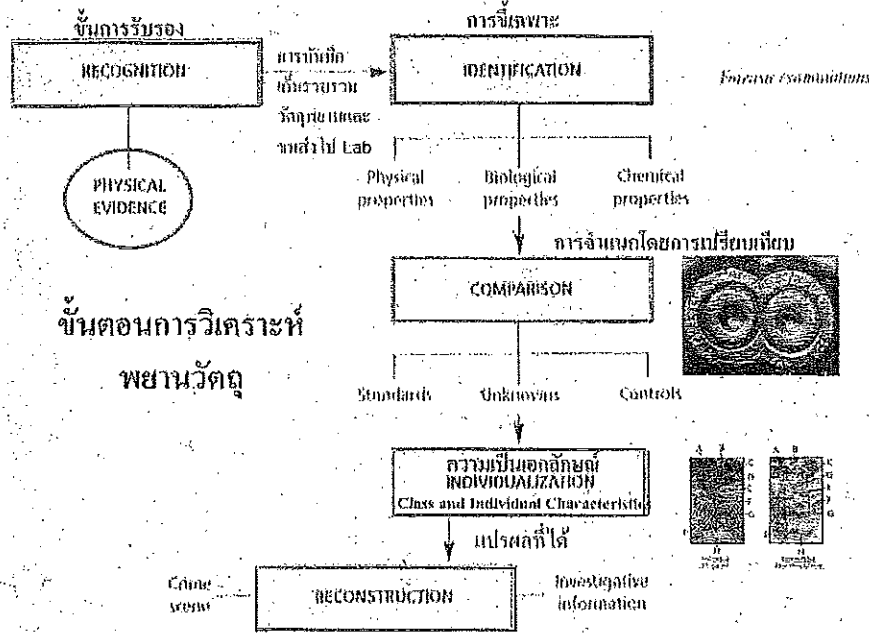 ขั้นการรับรอง
RECOGNITION
การบันทึก
เก็บรวบรวม
วัตถุพยานและ
ขนส่งไป Lab
การชี้เฉพาะ
IDENTIFICATION
PHYSICAL
EVIDENCE
Physical
properties
Biological
properties
Chemical
properties
การจำแนกโดยการเปรียบเทียบ
COMPARISON
ขั้นตอนการวิเคราะห์
พยานวัตถุ
Standards
Unknowns
Controls
ความเป็นเอกลักษณ์
INDIVIDUALIZATION
Class and Individual Characteristics
แปรผลที่ได้
Crime
scene
RECONSTRUCTION
Investigative
information